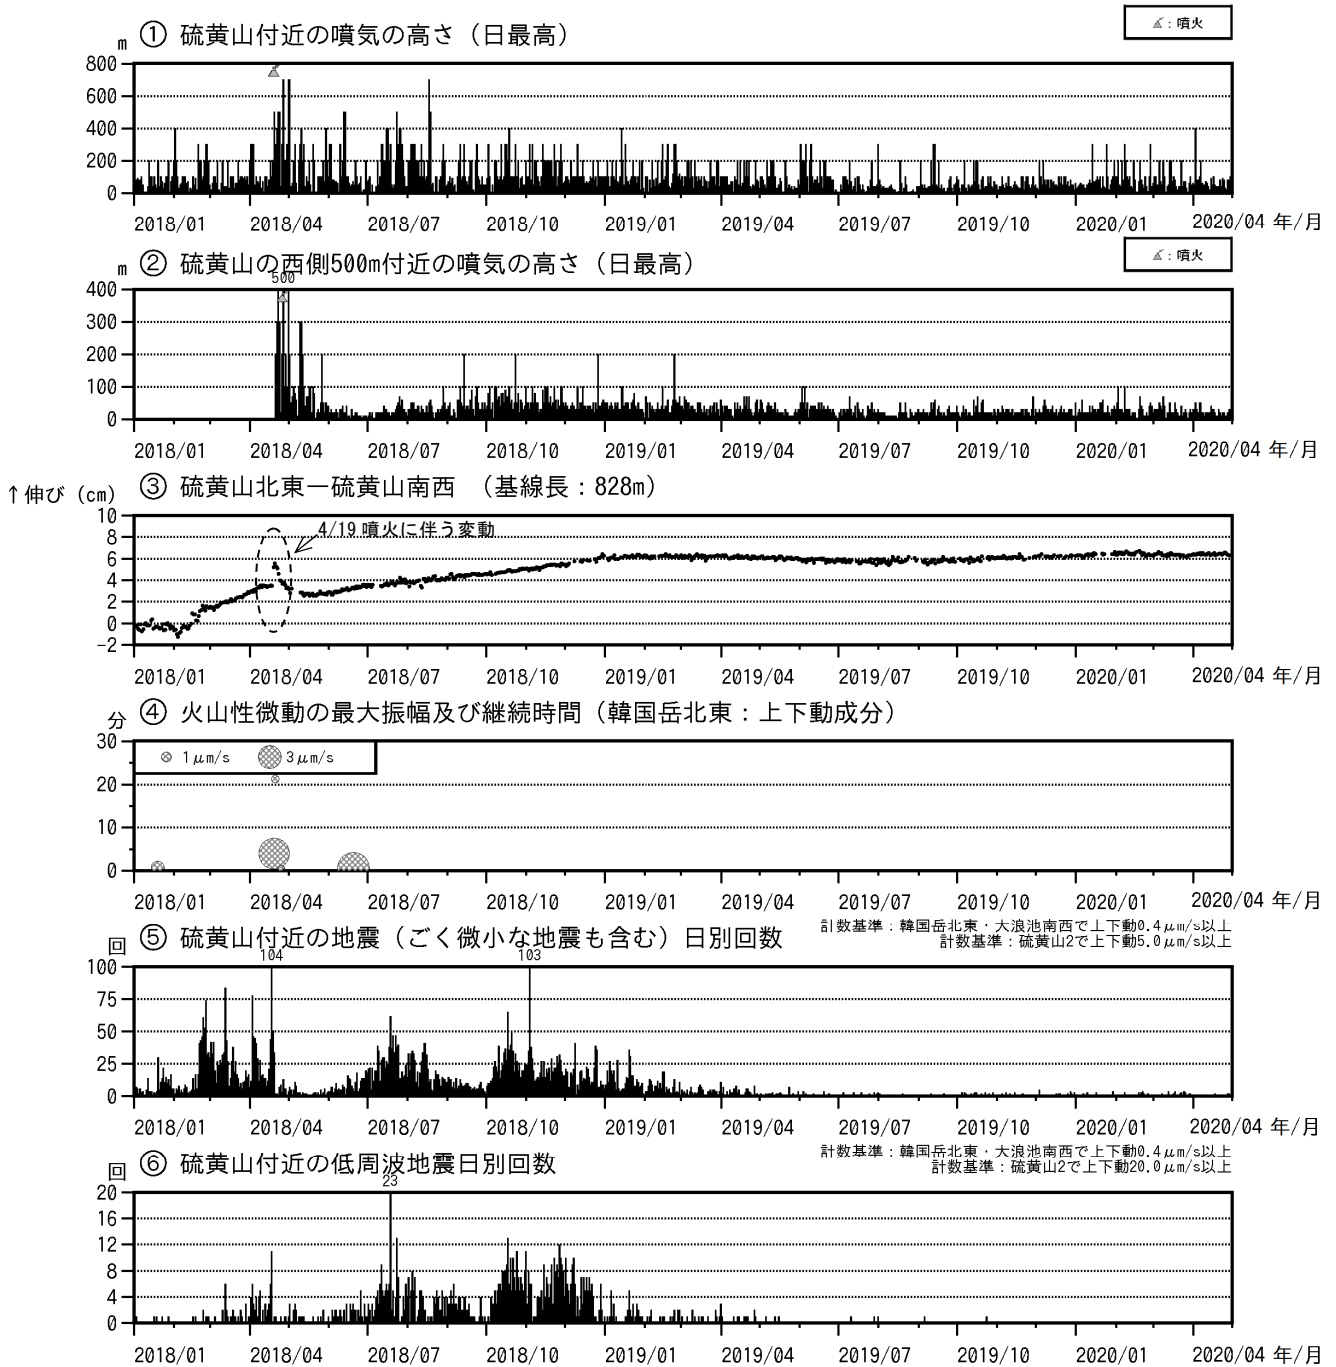 ① 硫黄山付近の噴気の高さ（日最高）
：噴火
m
800
600
400
200
0
2018/01 2018/04 2018/07 2018/10 2019/01 2019/04 2019/07 2019/10 2020/01 2020/04 年/月
② 硫黄山の西側500m付近の噴気の高さ（日最高）
：噴火
m
500
400
300
200
100
0
2018/01 2018/04 2018/07 2018/10 2019/01 2019/04 2019/07 2019/10 2020/01 2020/04 年/月
③ 硫黄山北東ー硫黄山南西 （基線長：828m）
↑伸び（cm）
4/19 噴火に伴う変動
10
8
6
4
2
0
-2
2018/01 2018/04 2018/07 2018/10 2019/01 2019/04 2019/07 2019/10 2020/01 2020/04 年/月
④ 火山性微動の最大振幅及び継続時間（韓国岳北東：上下動成分）
分
1μm/s 3μm/s
30
20
10
0
2018/01 2018/04 2018/07 2018/10 2019/01 2019/04 2019/07 2019/10 2020/01 2020/04 年/月
計数基準：韓国岳北東・大浪池南西で上下動0.4μm/s以上
計数基準：硫黄山2で上下動5.0μm/s以上
⑤ 硫黄山付近の地震（ごく微小な地震も含む）日別回数
回
104 103
100
75
50
25
0
2018/01 2018/04 2018/07 2018/10 2019/01 2019/04 2019/07 2019/10 2020/01 2020/04 年/月
計数基準：韓国岳北東・大浪池南西で上下動0.4μm/s以上
計数基準：硫黄山2で上下動20.0μm/s以上
⑥ 硫黄山付近の低周波地震日別回数
回
23
20
16
12
8
4
0
2018/01 2018/04 2018/07 2018/10 2019/01 2019/04 2019/07 2019/10 2020/01 2020/04 年/月